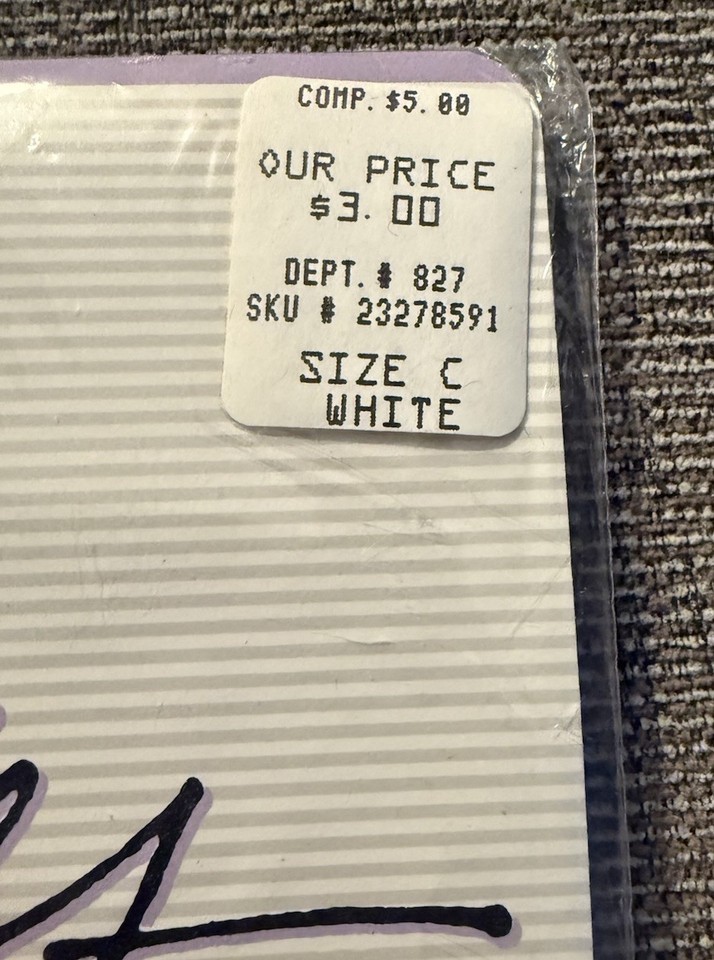 COMP. $5.00
OUR PRICE
$3.00
DEPT. # 827
SKU # 23278591
SIZE C
WHITE